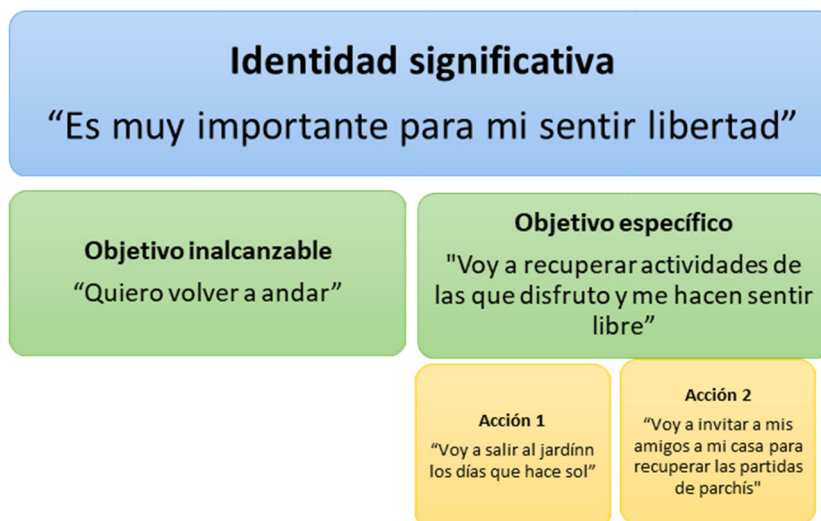 Identidad significativa
“Es muy importante para mi sentir libertad”
Objetivo inalcanzable
“Quiero volver a andar”
Objetivo específico
"Voy a recuperar actividades de
las que disfruto y me hacen sentir
libre”
Acción 1
“Voy a salir al jardínn
los días que hace sol”
Acción 2
“Voy a invitar a mis
amigos a mi casa para
recuperar las partidas
de parchís"